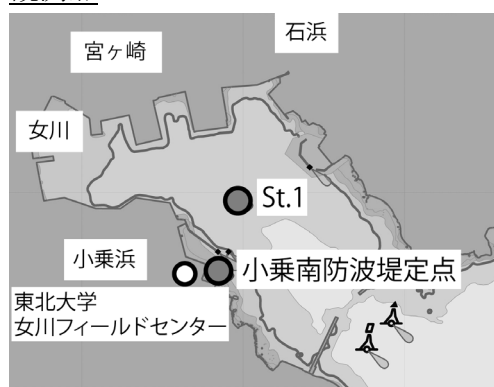 石浜
宮ヶ崎
女川
St.1
小乗浜
小乗南防波堤定点
東北大学
女川フィールドセンター